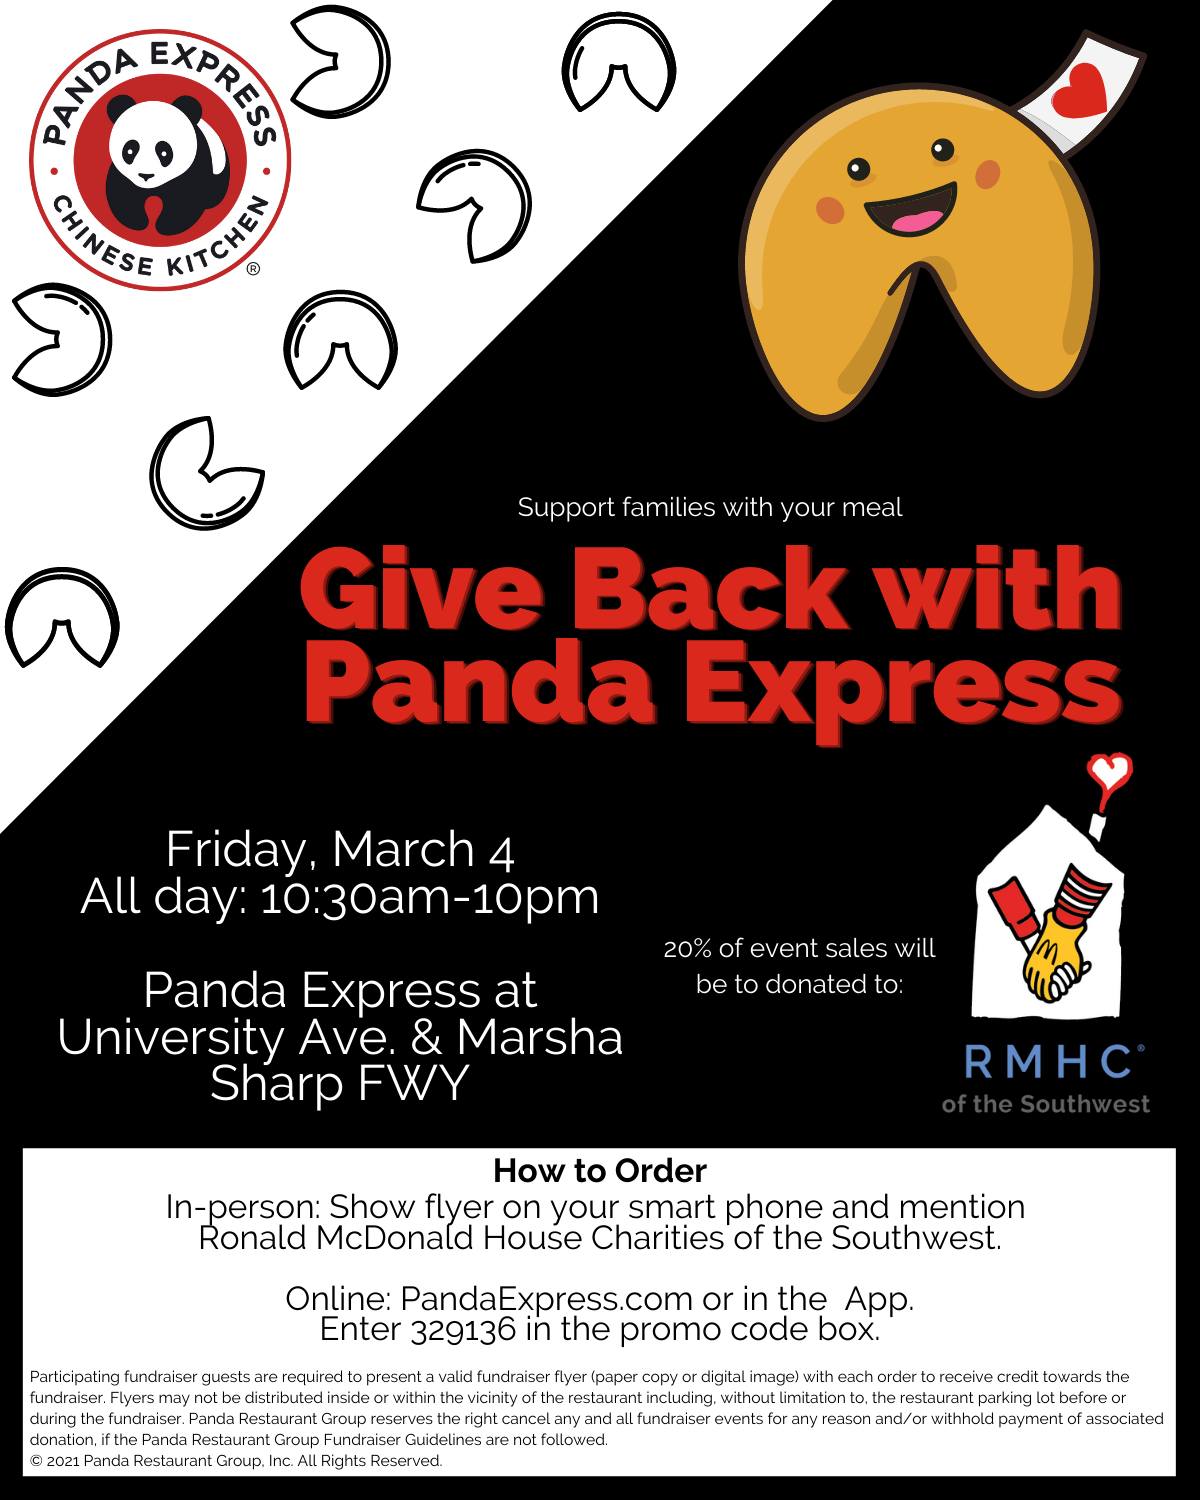 PANDA EXPRESS
CHINESE KITCHEN
®
Support families with your meal
Give Back with
Panda Express
Friday, March 4
All day: 10:30am-10pm
Panda Express at
University Ave. & Marsha
Sharp FWY
20% of event sales will
be to donated to:
RMHC®
of the Southwest
How to Order
In-person: Show flyer on your smart phone and mention
Ronald McDonald House Charities of the Southwest.
Online: PandaExpress.com or in the  App.
Enter 329136 in the promo code box.
Participating fundraiser guests are required to present a valid fundraiser flyer (paper copy or digital image) with each order to receive credit towards the
fundraiser. Flyers may not be distributed inside or within the vicinity of the restaurant including, without limitation to, the restaurant parking lot before or
during the fundraiser. Panda Restaurant Group reserves the right cancel any and all fundraiser events for any reason and/or withhold payment of associated
donation, if the Panda Restaurant Group Fundraiser Guidelines are not followed.
© 2021 Panda Restaurant Group, Inc. All Rights Reserved.